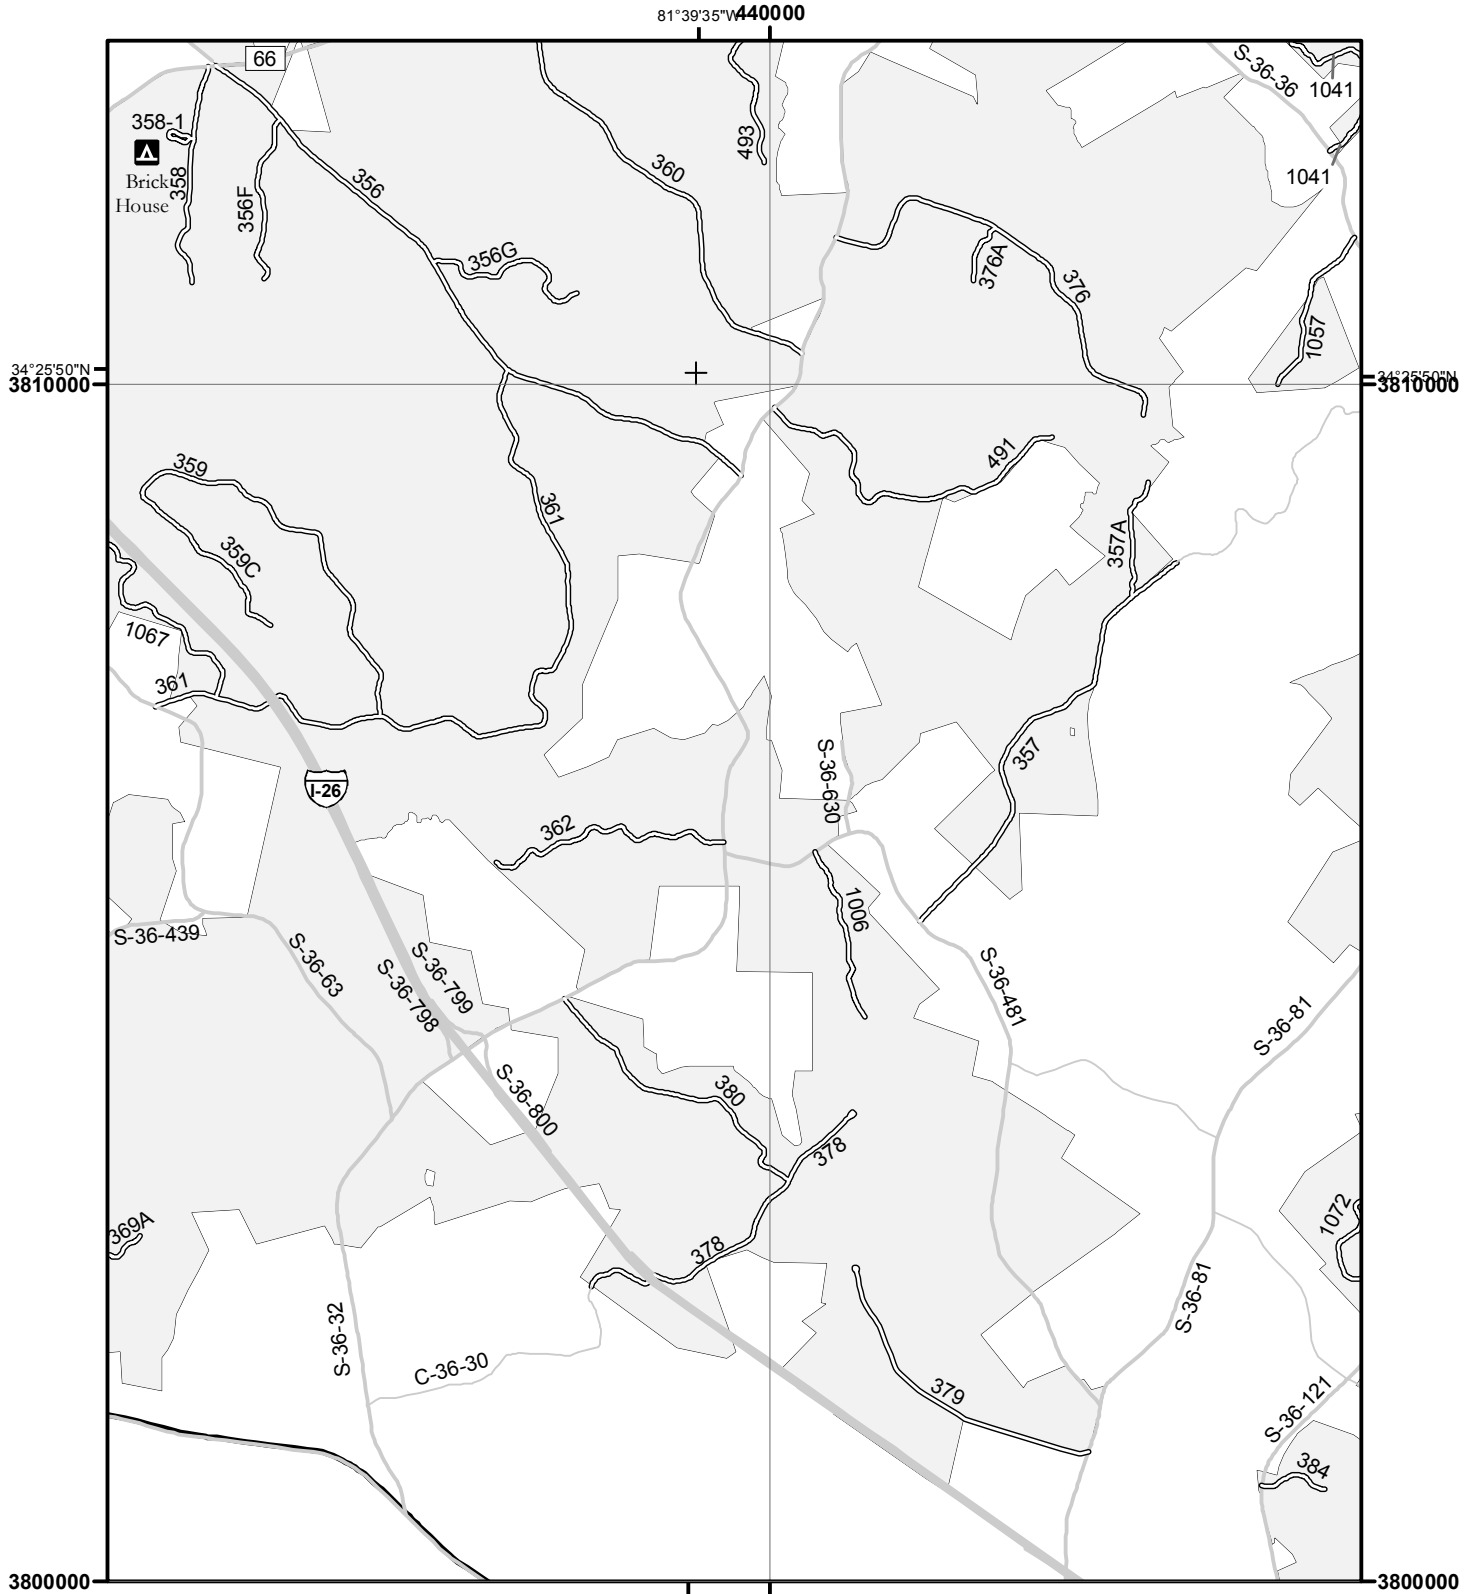 81°39'35"W
440000
66
S-36-36
1041
358-1
493
360
Brick
House
358
1041
356
356F
356G
376A
376
1057
34°25'50"N
3810000
34°25'50"N
3810000
359
491
361
359C
357A
1067
361
357
S-36-630
I-26
362
1006
S-36-439
S-36-63
S-36-799
S-36-798
S-36-481
S-36-81
S-36-800
380
378
369A
1072
378
S-36-81
S-36-32
C-36-30
379
S-36-121
384
3800000
3800000